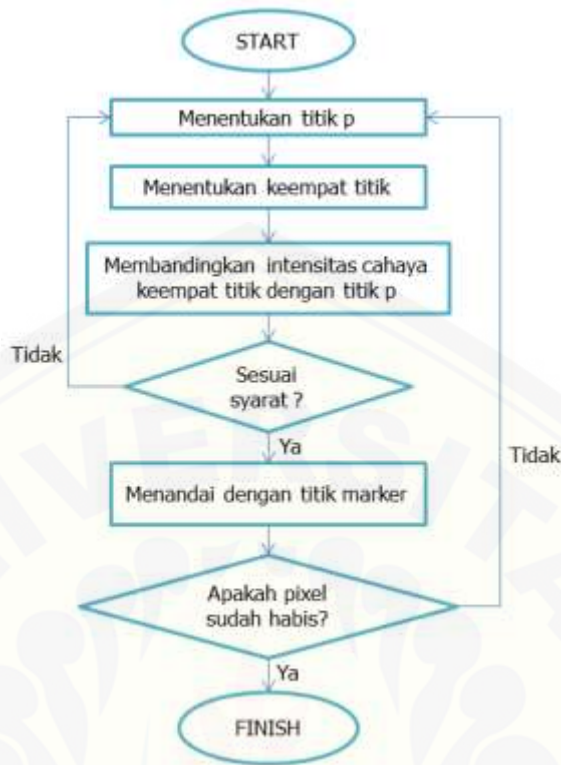 START
Menentukan titik p
Menentukan keempat titik
Membandingkan intensitas cahaya
keempat titik dengan titik p
Tidak
Sesuai
syarat ?
Ya
Tidak
Menandai dengan titik marker
Apakah pixel
sudah habis?
Ya
FINISH